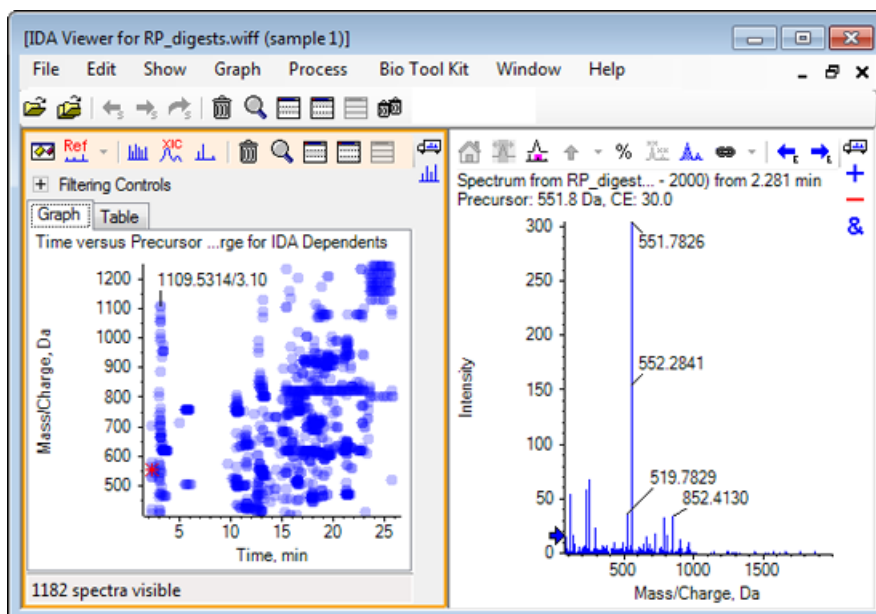 [IDA Viewer for RP_digests.wiff (sample 1)]
File Edit Show Graph Process Bio Tool Kit Window Help
Ref
XIC
Filtering Controls
Graph Table
Time versus Precursor ...rge for IDA Dependents
1109.5314/3.10
Mass/Charge, Da
1200
1100
1000
900
800
700
600
500
5 10 15 20 25
Time, min
1182 spectra visible
%
E E
Spectrum from RP_digest... - 2000) from 2.281 min
Precursor: 551.8 Da, CE: 30.0
&
Intensity
300
250
200
150
100
50
0
551.7826
552.2841
519.7829
852.4130
500 1000 1500
Mass/Charge, Da